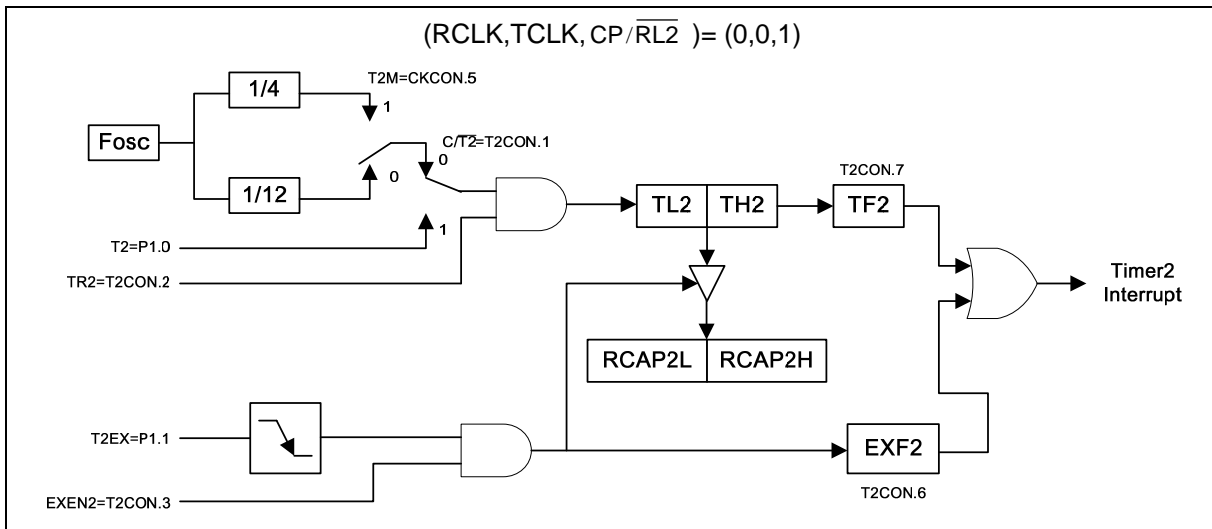 (RCLK,TCLK, CP/R̅L̅2̅ )= (0,0,1)
T2M=CKCON.5
1/4
1
Fosc
C/T̅2̅=T2CON.1
0
0
1/12
T2CON.7
TL2 TH2
TF2
1
T2=P1.0
TR2=T2CON.2
Timer2
Interrupt
RCAP2L RCAP2H
T2EX=P1.1
EXF2
EXEN2=T2CON.3
T2CON.6